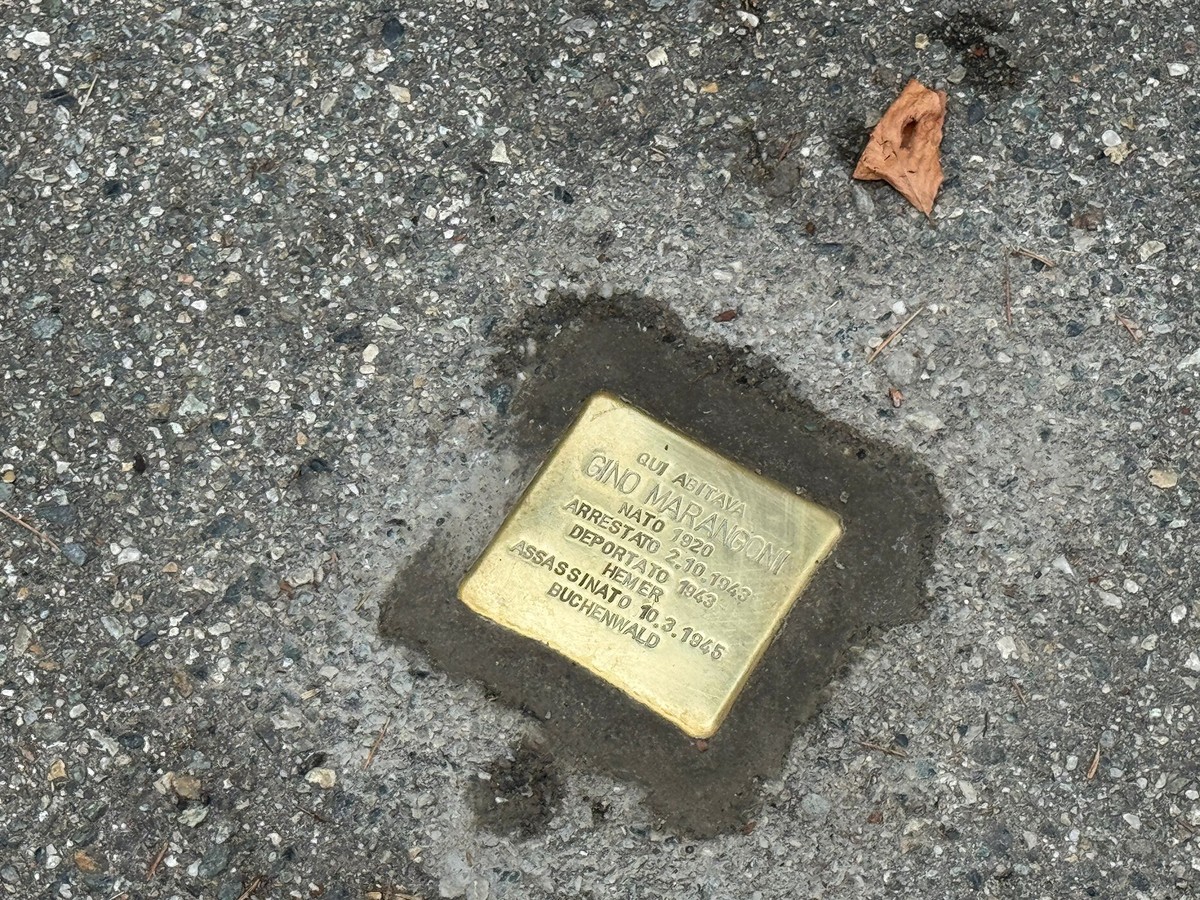 QUI ABITAVA
GINO MARANGONI
NATO 1920
ARRESTATO 2.10.1943
DEPORTATO 1943
HEMER
ASSASSINATO 10.3.1945
BUCHENWALD